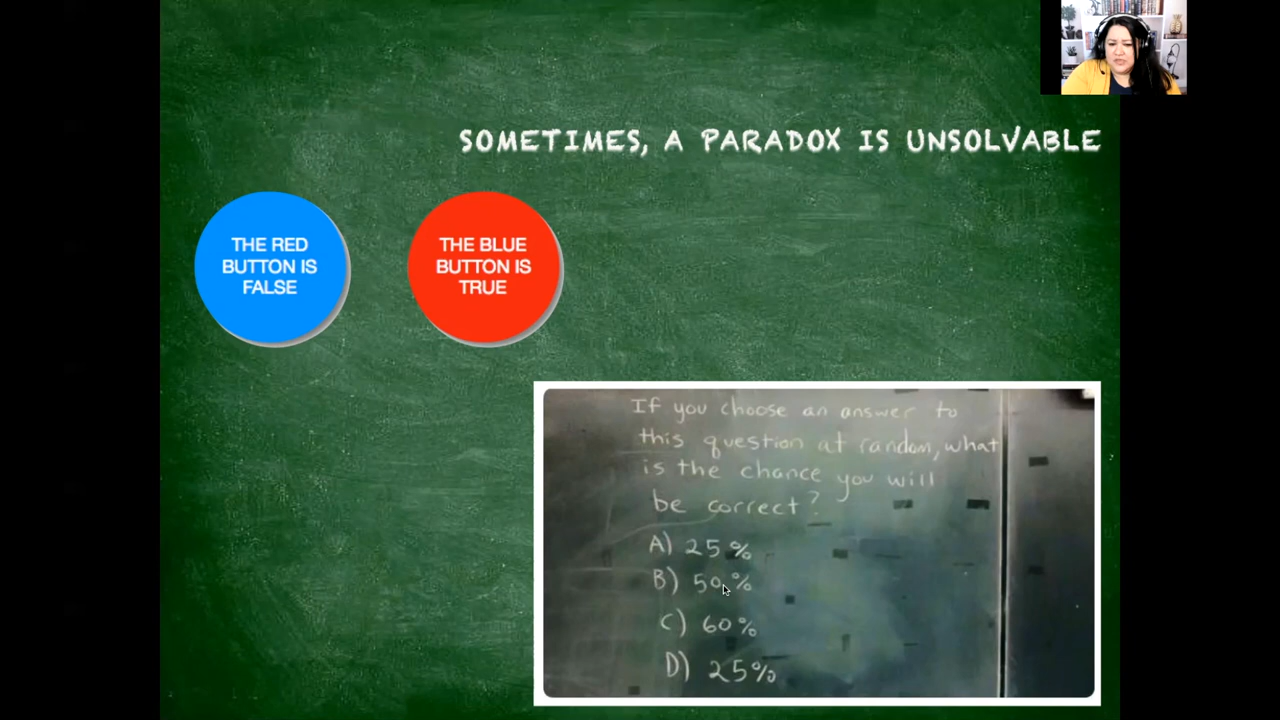 SOMETIMES, A PARADOX IS UNSOLVABLE
THE RED
BUTTON IS
FALSE
THE BLUE
BUTTON IS
TRUE
If you choose an answer to
this question at random, what
is the chance you will
be correct?
A) 25%
B) 50%
C) 60%
D) 25%